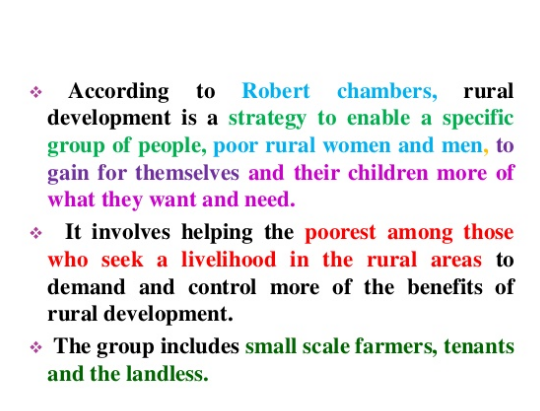 ❖ According to Robert chambers, rural
development is a strategy to enable a specific
group of people, poor rural women and men, to
gain for themselves and their children more of
what they want and need.
❖ It involves helping the poorest among those
who seek a livelihood in the rural areas to
demand and control more of the benefits of
rural development.
❖ The group includes small scale farmers, tenants
and the landless.